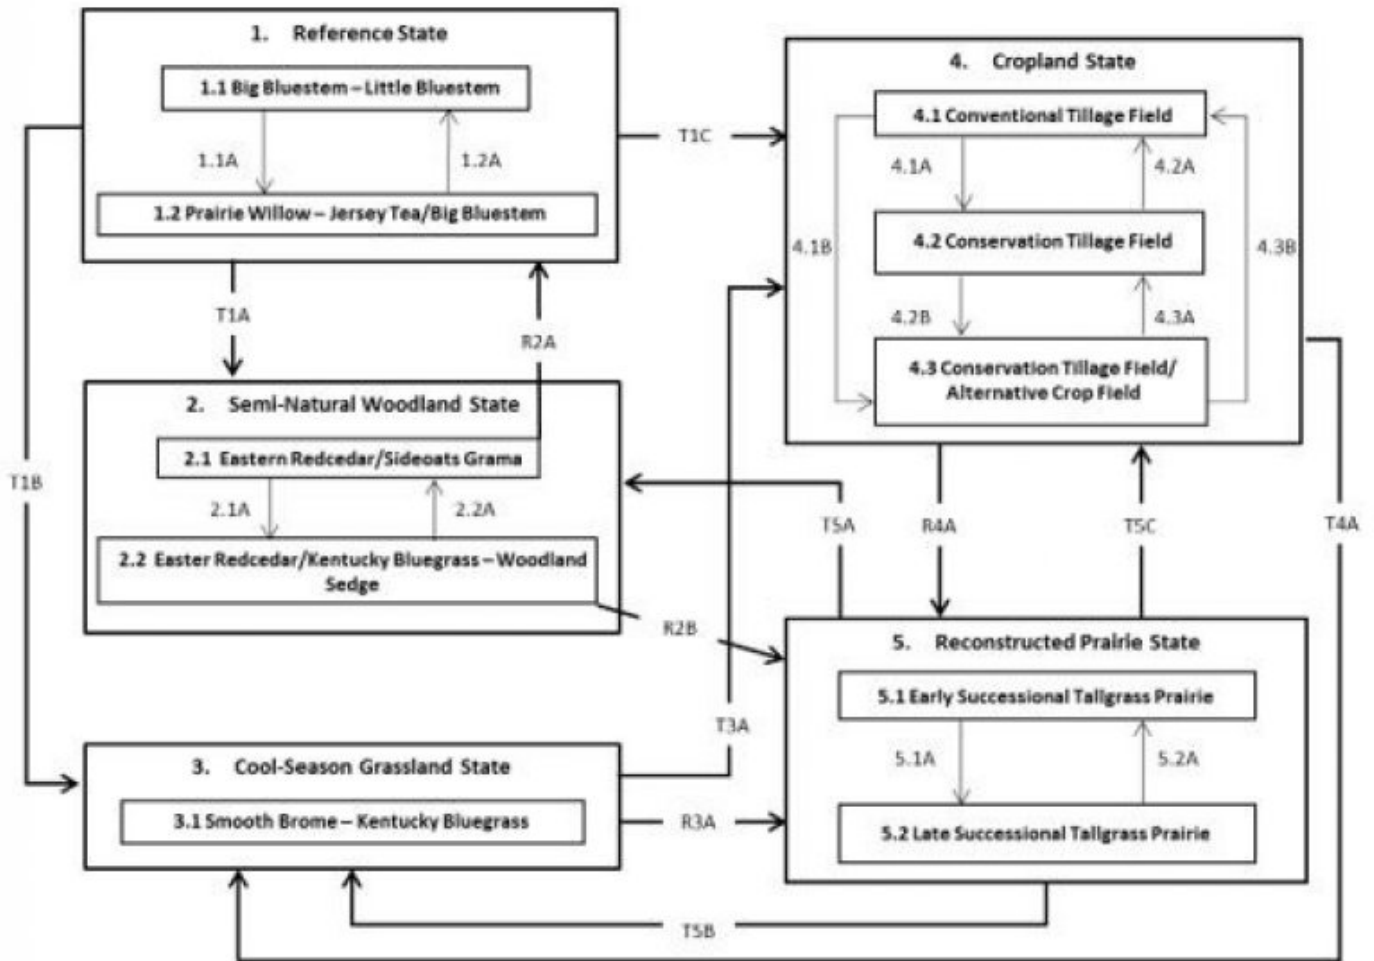 1. Reference State
1.1 Big Bluestem – Little Bluestem
1.1A
1.2A
1.2 Prairie Willow – Jersey Tea/Big Bluestem
T1C
T1A
R2A
T1B
2. Semi-Natural Woodland State
2.1 Eastern Redcedar/Sideoats Grama
2.1A
2.2A
2.2 Easter Redcedar/Kentucky Bluegrass – Woodland
Sedge
R2B
3. Cool-Season Grassland State
3.1 Smooth Brome – Kentucky Bluegrass
T3A
R3A
4. Cropland State
4.1 Conventional Tillage Field
4.1A
4.2A
4.1B
4.2 Conservation Tillage Field
4.3B
4.2B
4.3A
4.3 Conservation Tillage Field/
Alternative Crop Field
T5A
R4A
T5C
T4A
5. Reconstructed Prairie State
5.1 Early Successional Tallgrass Prairie
5.1A
5.2A
5.2 Late Successional Tallgrass Prairie
T5B